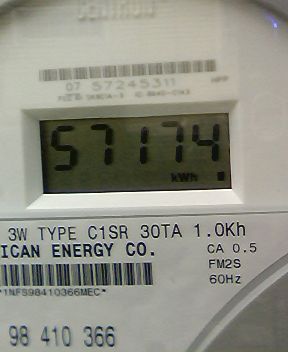 CENTRON
07 57245311
57174
kWh
3W TYPE C1SR 30TA 1.0Kh
ICAN ENERGY CO.
CA 0.5
FM2S
60Hz
*1NFS98410366MEC*
98 410 366